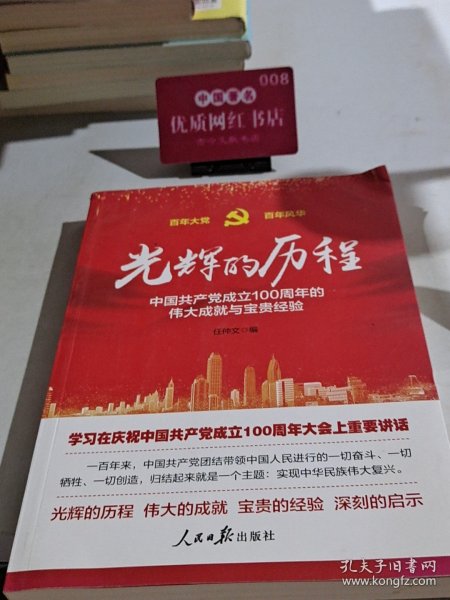 008
中国著名
优质网红书店
百年大党 百年风华
光辉的历程
中国共产党成立100周年的
伟大成就与宝贵经验
任仲文 编
学习在庆祝中国共产党成立100周年大会上重要讲话
一百年来，中国共产党团结带领中国人民进行的一切奋斗、一切
牺牲、一切创造，归结起来就是一个主题：实现中华民族伟大复兴。
光辉的历程 伟大的成就 宝贵的经验 深刻的启示
人民日报出版社
孔夫子旧书网
www.kongfz.com